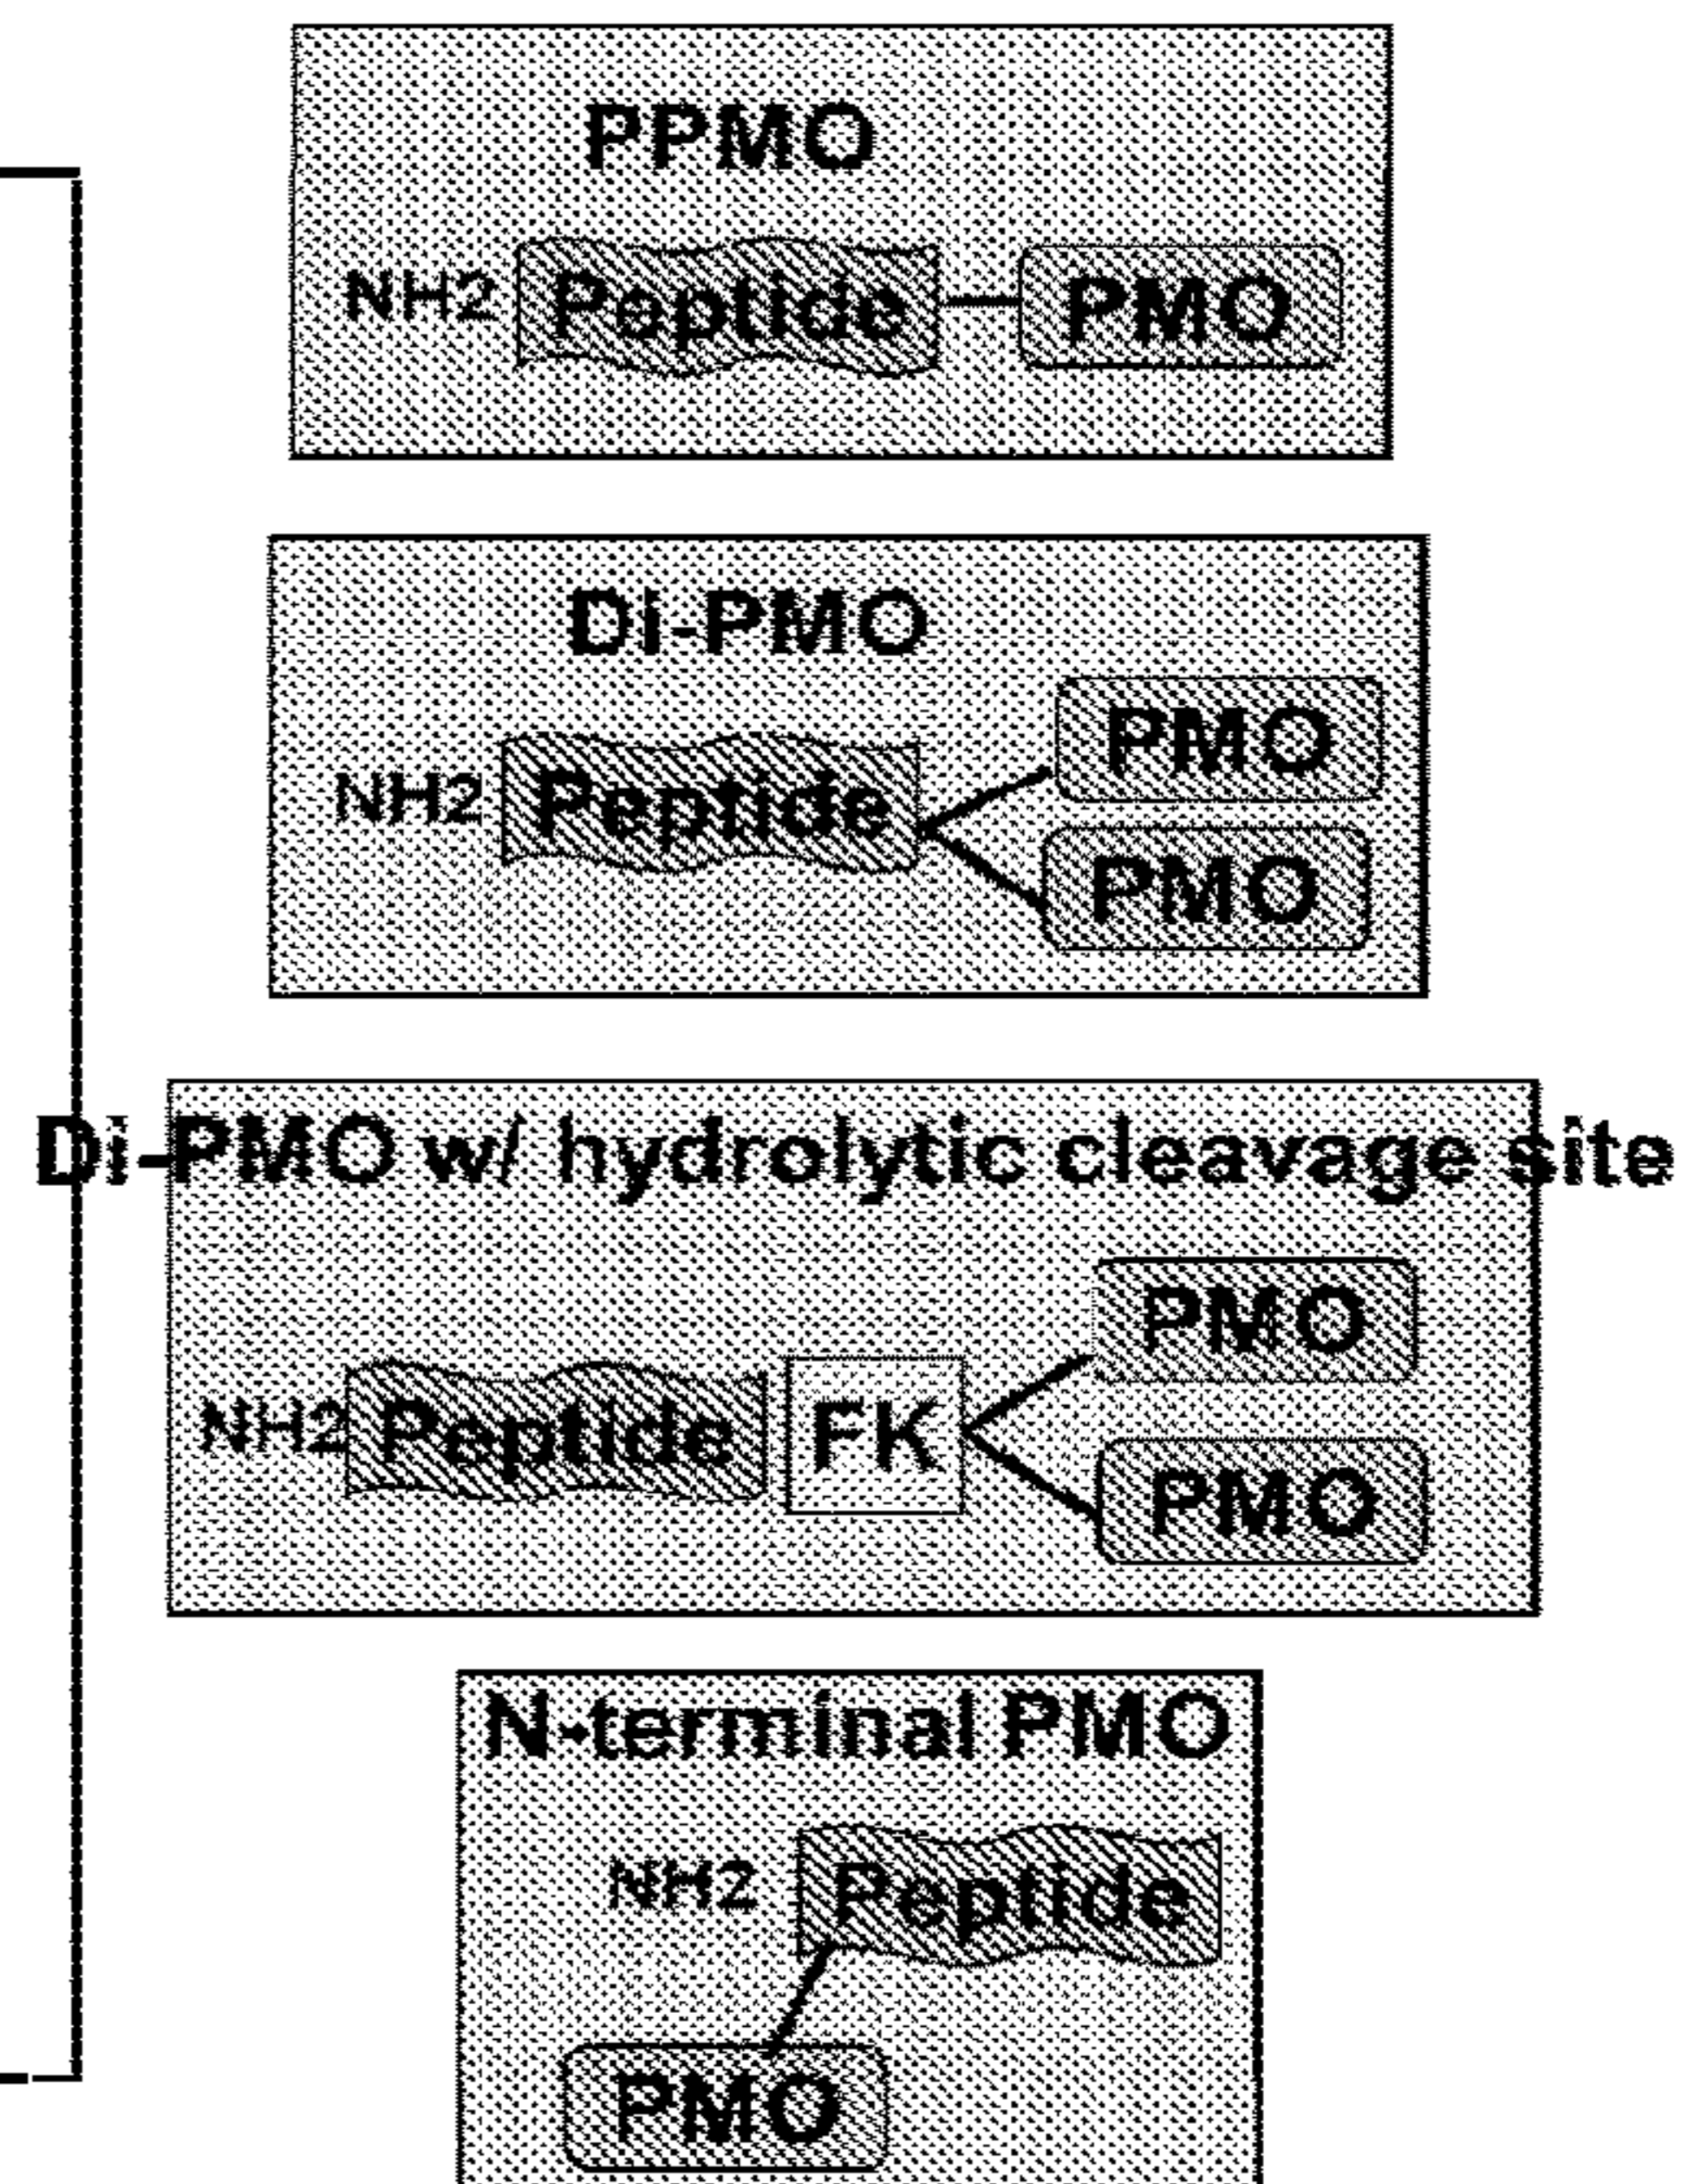 PPMO
NH2 Peptide PMO
Di-PMO
PMO
NH2 Peptide
PMO
Di-PMO w/ hydrolytic cleavage site
PMO
NH2 Peptide FK
PMO
N-terminal PMO
NH2 Peptide
PMO